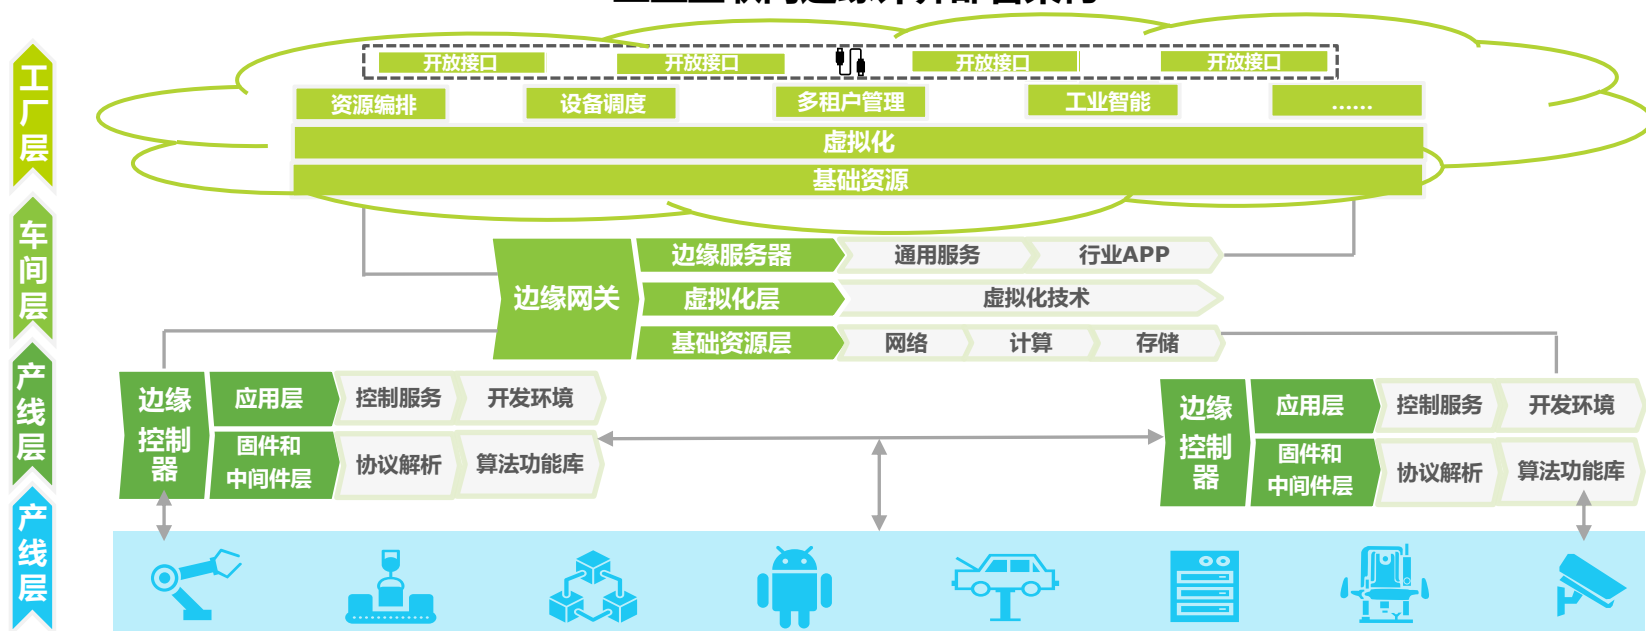 开放接口
开放接口
开放接口
开放接口
资源编排
设备调度
多租户管理
工业智能
......
虚拟化
基础资源
工厂层
车间层
产线层
产线层
边缘网关
边缘服务器
通用服务
行业APP
虚拟化层
虚拟化技术
基础资源层
网络
计算
存储
边缘
控制
器
应用层
控制服务
开发环境
固件和
中间件层
协议解析
算法功能库
边缘
控制
器
应用层
控制服务
开发环境
固件和
中间件层
协议解析
算法功能库